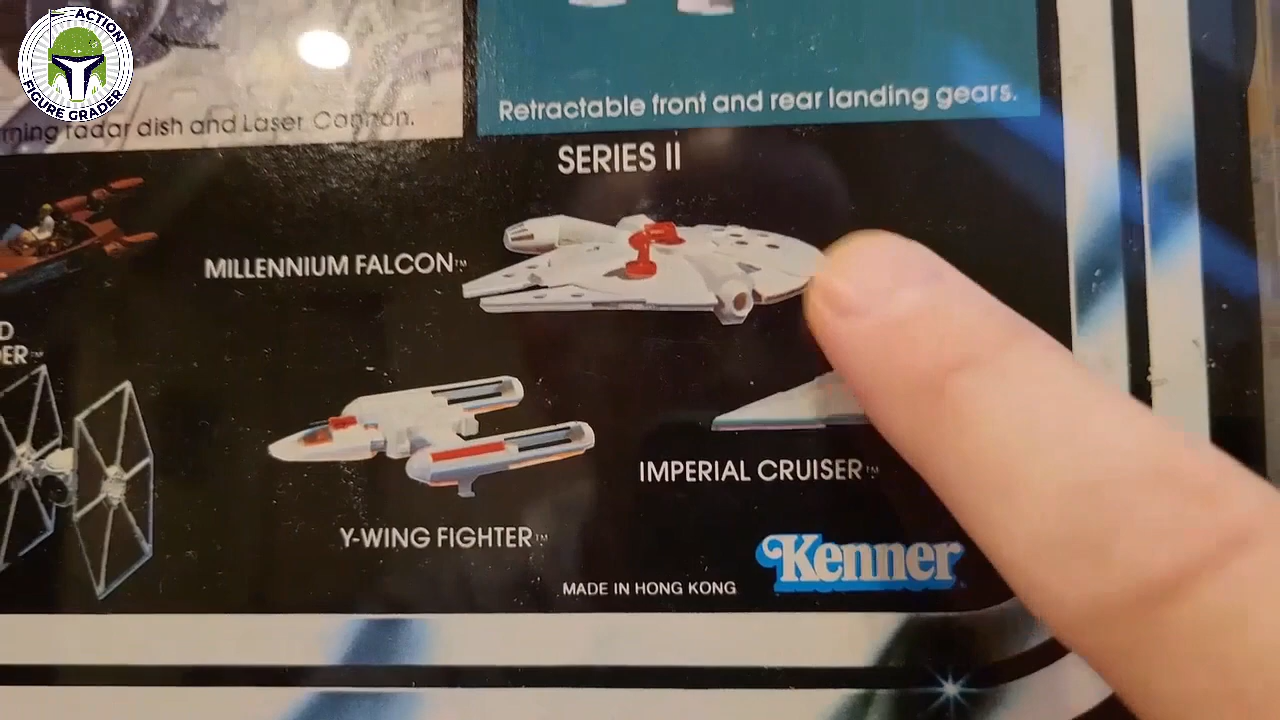 ACTION
FIGURE GRADER
rning radar dish and Laser Cannon.
Retractable front and rear landing gears.
SERIES II
MILLENNIUM FALCON™
D
ER™
IMPERIAL CRUISER™
Y-WING FIGHTER™
MADE IN HONG KONG
Kenner